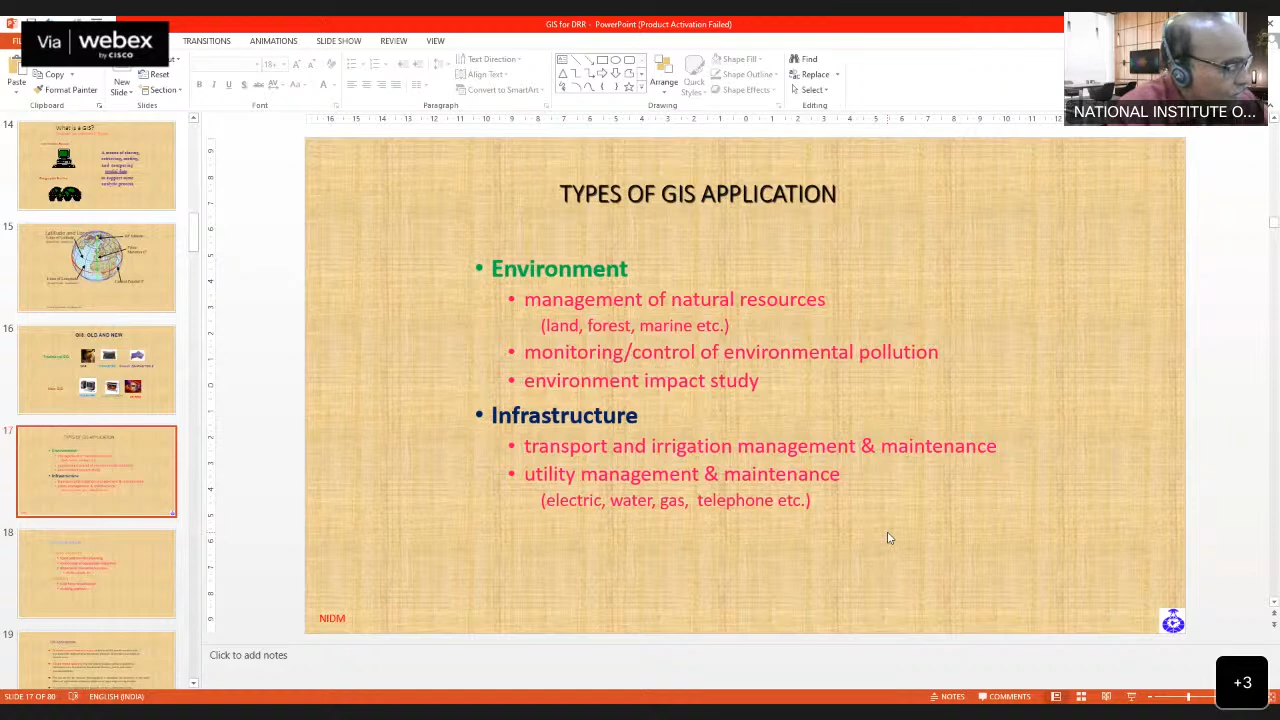 GIS for DRR - PowerPoint (Product Activation Failed)
Via webex
by CISCO
TRANSITIONS ANIMATIONS SLIDE SHOW REVIEW VIEW
Paste
Copy
Format Painter
Clipboard
New
Slide
Reset
Section
Slides
18+
Font
Text Direction
Align Text
Convert to SmartArt
Paragraph
Arrange
Quick
Styles
Shape Fill
Shape Outline
Shape Effects
Drawing
Find
Replace
Select
Editing
NATIONAL INSTITUTE O...
14
What is a GIS?
15
16
GIS: OLD AND NEW
17
TYPES OF GIS APPLICATION
18
19
TYPES OF GIS APPLICATION
• Environment
• management of natural resources
(land, forest, marine etc.)
• monitoring/control of environmental pollution
• environment impact study
• Infrastructure
• transport and irrigation management & maintenance
• utility management & maintenance
(electric, water, gas, telephone etc.)
NIDM
Click to add notes
SLIDE 17 OF 80 ENGLISH (INDIA) NOTES COMMENTS
+3